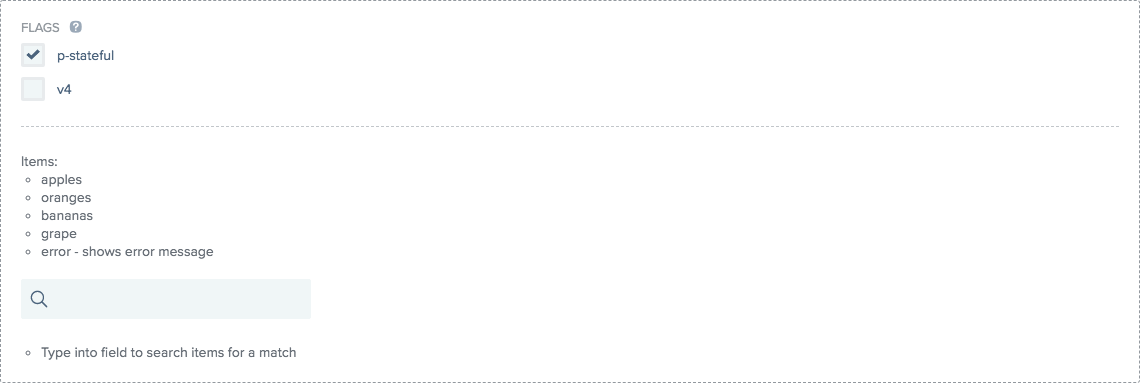 FLAGS ?
p-stateful
v4
Items:
apples
oranges
bananas
grape
error - shows error message
Type into field to search items for a match